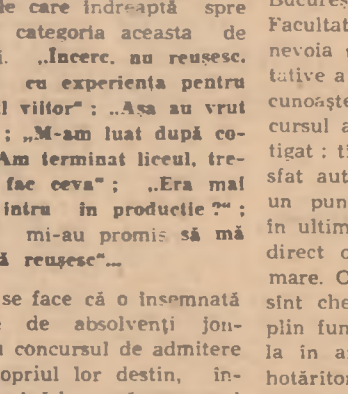 le care îndreaptă spre
categoria aceasta de
i. „Încerc, nu reușesc,
cu experiența pentru
l viitor" ; „Așa au vrut
; „M-am luat după co-
Am terminat liceul, tre-
fac ceva" ; „Era mai
intru în producție ?" ;
mi-au promis să mă
ă reușesc"...
se face că o însemnată
e de absolvenți jon-
u concursul de admitere
opriul lor destin, în-
Bucureș
Facultat
nevoia
tative a
cunoaște
cursul a
tigat : ti
sfat aut
un pun
în ultim
direct c
mare. C
sînt che
plin fun
la în a
hotărîtor